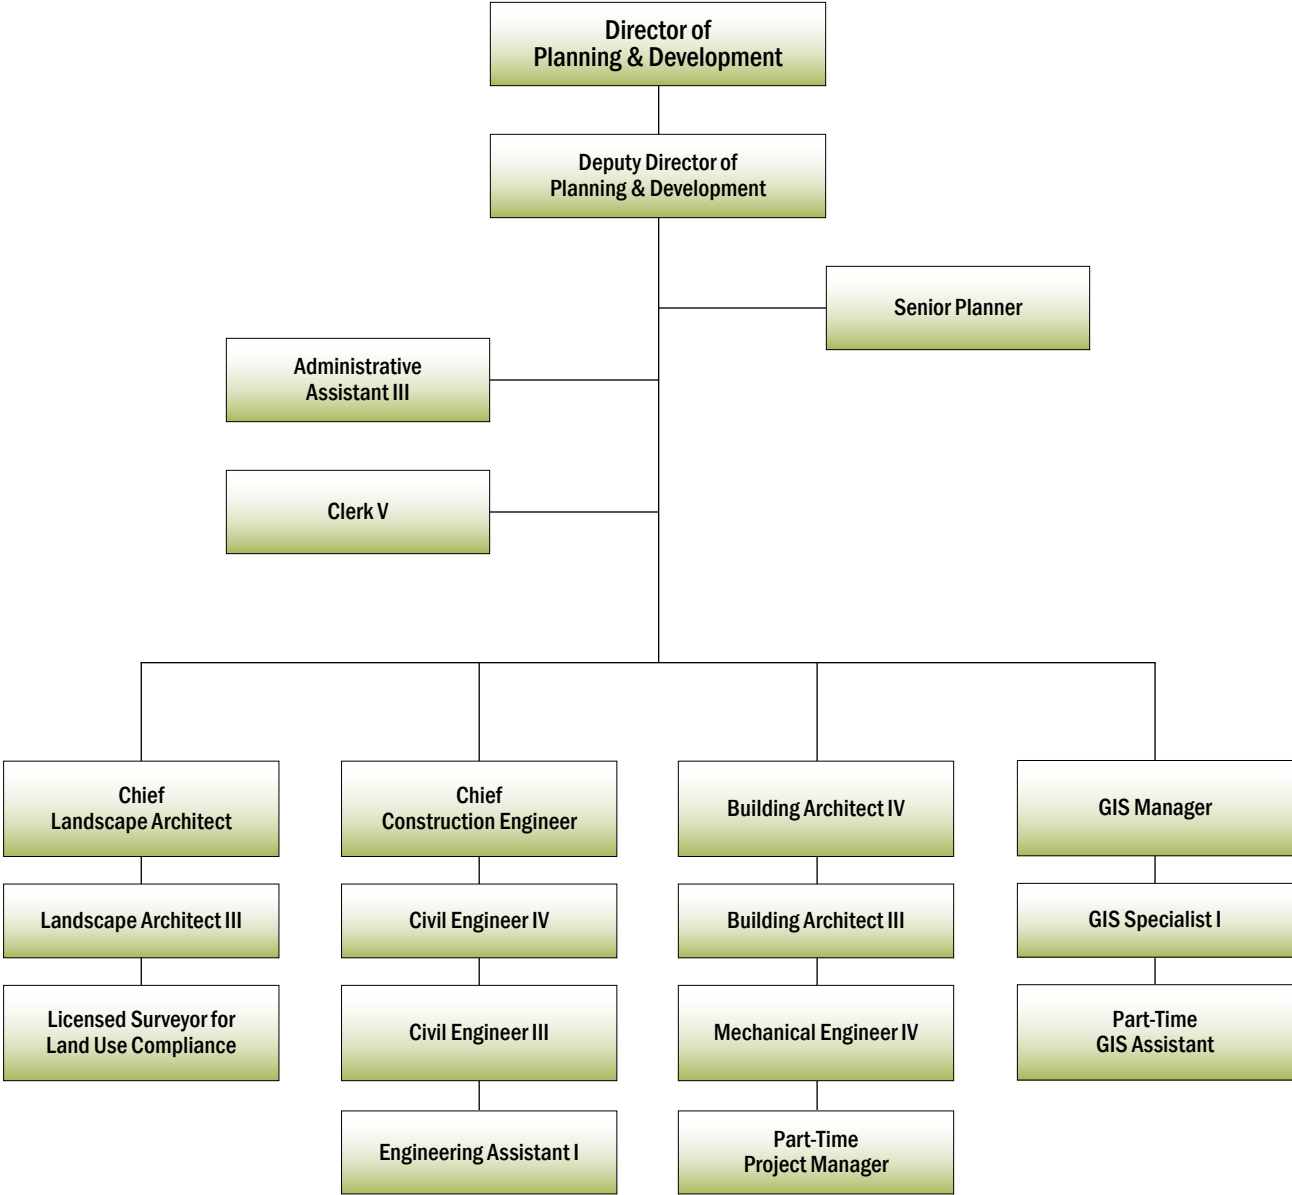 Director of
Planning & Development
Deputy Director of
Planning & Development
Senior Planner
Administrative
Assistant III
Clerk V
Chief
Landscape Architect
Chief
Construction Engineer
Building Architect IV
GIS Manager
Landscape Architect III
Civil Engineer IV
Building Architect III
GIS Specialist I
Licensed Surveyor for
Land Use Compliance
Civil Engineer III
Mechanical Engineer IV
Part-Time
GIS Assistant
Engineering Assistant I
Part-Time
Project Manager